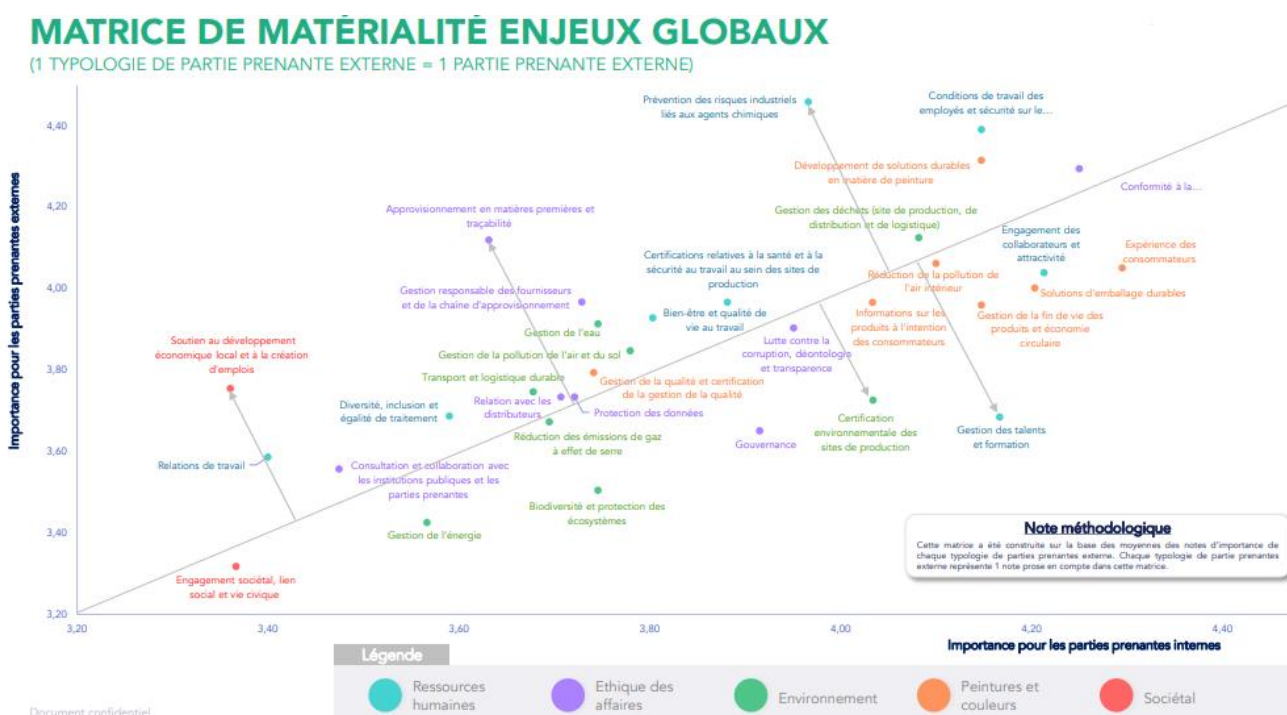 MATRICE DE MATÉRIALITÉ ENJEUX GLOBAUX
(1 TYPOLOGIE DE PARTIE PRENANTE EXTERNE = 1 PARTIE PRENANTE EXTERNE)
Importance pour les parties prenantes externes
4,40
4,20
4,00
3,80
3,60
3,40
3,20
Prévention des risques industriels
liés aux agents chimiques
Conditions de travail des
employés et sécurité sur le...
Développement de solutions durables
en matière de peinture
Conformité à la...
Approvisionnement en matières premières et
traçabilité
Gestion des déchets (site de production, de
distribution et de logistique)
Engagement des
collaborateurs et
attractivité
Expérience des
consommateurs
Certifications relatives à la santé et à la
sécurité au travail au sein des sites de
production
Réduction de la pollution de
l'air intérieur
Solutions d'emballage durables
Gestion responsable des fournisseurs
et de la chaîne d'approvisionnement
Bien-être et qualité de
vie au travail
Informations sur les
produits à l'intention
des consommateurs
Gestion de la fin de vie des
produits et économie
circulaire
Gestion de l'eau
Soutien au développement
économique local et à la création
d'emplois
Gestion de la pollution de l'air et du sol
Lutte contre la
corruption, déontologie
et transparence
Transport et logistique durable
Gestion de la qualité et certification
de la gestion de la qualité
Diversité, inclusion et
égalité de traitement
Relation avec les
distributeurs
Protection des données
Certification
environnementale des
sites de production
Gestion des talents
et formation
Réduction des émissions de gaz
à effet de serre
Gouvernance
Relations de travail
Consultation et collaboration avec
les institutions publiques et les
parties prenantes
Biodiversité et protection des
écosystèmes
Gestion de l'énergie
Engagement sociétal, lien
social et vie civique
Note méthodologique
Cette matrice a été construite sur la base des moyennes des notes d'importance de
chaque typologie de parties prenantes externe. Chaque typologie de partie prenantes
externe représente 1 note prose en compte dans cette matrice.
3,20
3,40
3,60
3,80
4,00
4,20
4,40
Importance pour les parties prenantes internes
Légende
Ressources
humaines
Ethique des
affaires
Environnement
Peintures et
couleurs
Sociétal
Document confidentiel